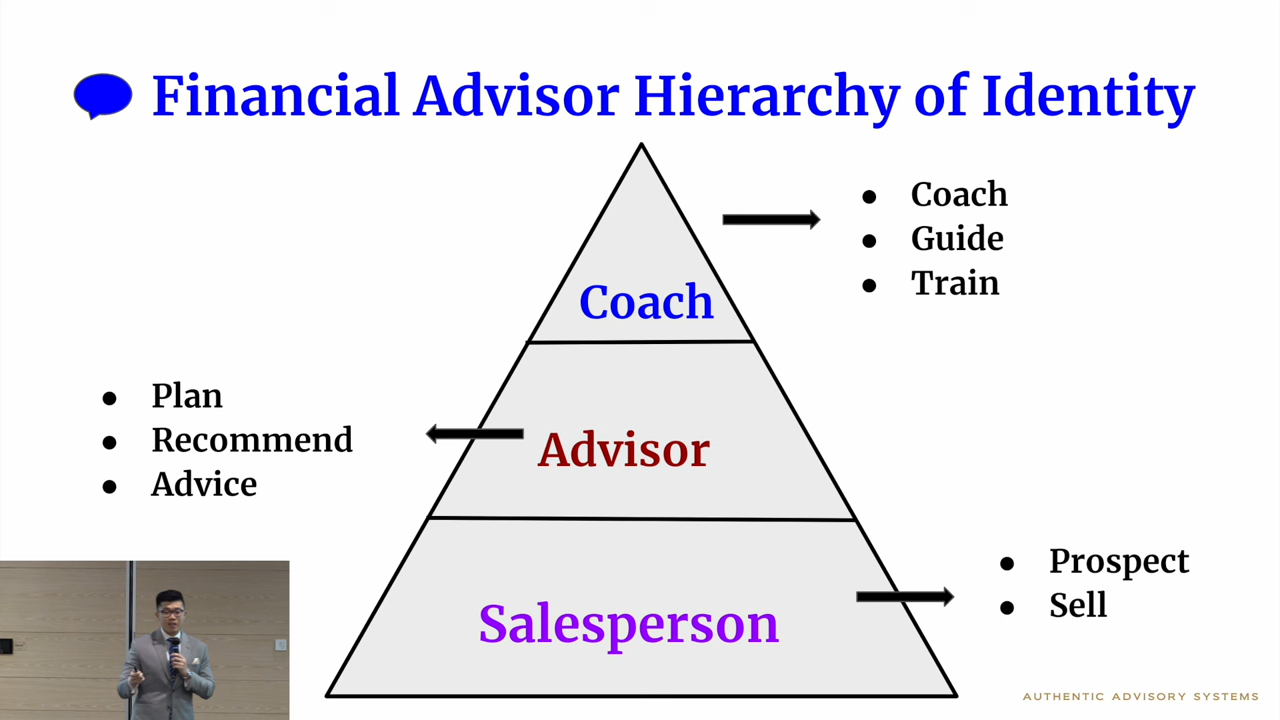 Financial Advisor Hierarchy of Identity
● Coach
● Guide
● Train
Coach
● Plan
● Recommend
● Advice
Advisor
● Prospect
● Sell
Salesperson
AUTHENTIC ADVISORY SYSTEMS